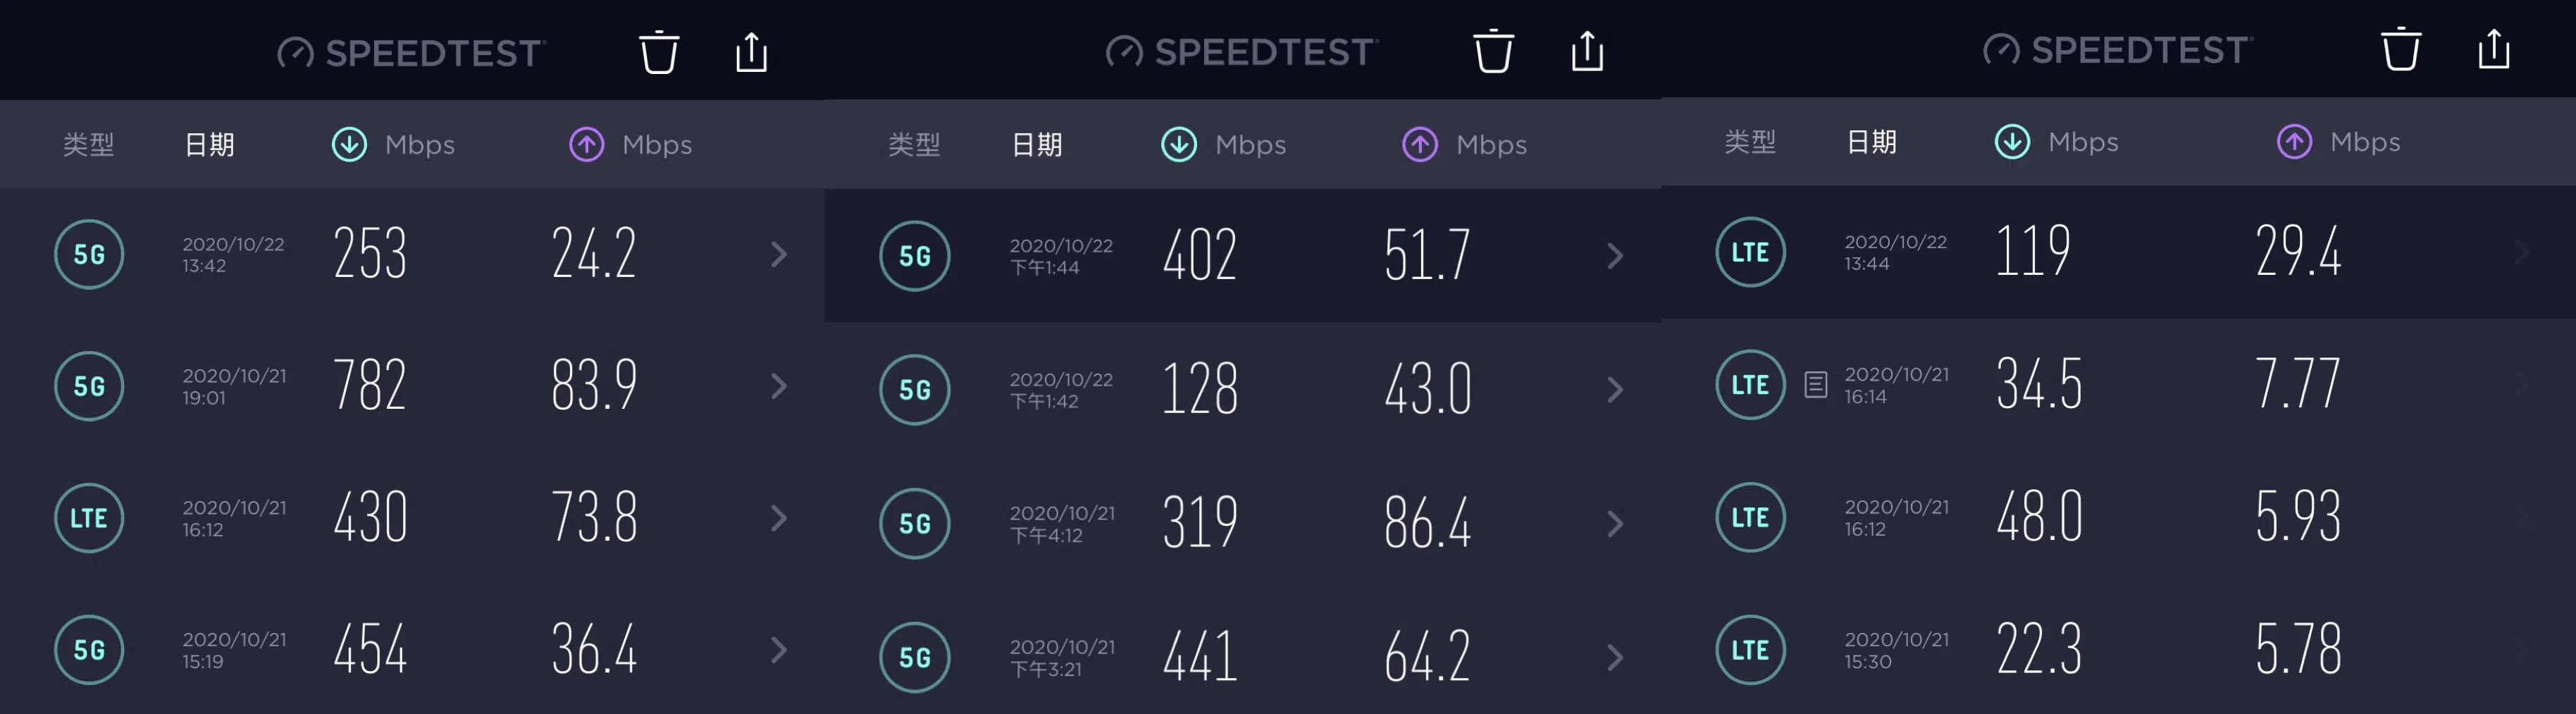 SPEEDTEST
类型 日期 Mbps Mbps
5G 2020/10/22 253 24.2
13:42
5G 2020/10/21 782 83.9
19:01
LTE 2020/10/21 430 73.8
16:12
5G 2020/10/21 454 36.4
15:19
SPEEDTEST
类型 日期 Mbps Mbps
5G 2020/10/22 402 51.7
下午1:44
5G 2020/10/22 128 43.0
下午1:42
5G 2020/10/21 319 86.4
下午4:12
5G 2020/10/21 441 64.2
下午3:21
SPEEDTEST
类型 日期 Mbps Mbps
LTE 2020/10/22 119 29.4
13:44
LTE 2020/10/21 34.5 7.77
16:14
LTE 2020/10/21 48.0 5.93
16:12
LTE 2020/10/21 22.3 5.78
15:30